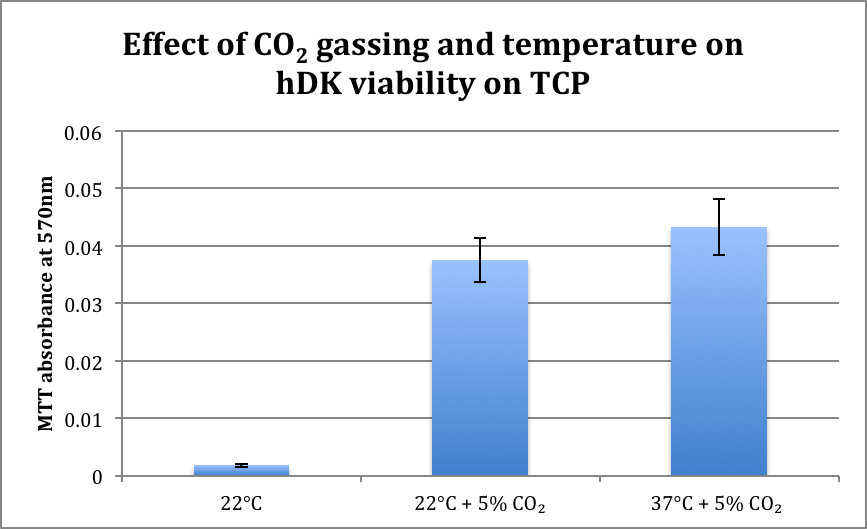 Effect of CO₂ gassing and temperature on
hDK viability on TCP
MTT absorbance at 570nm
0.06
0.05
0.04
0.03
0.02
0.01
0
22°C
22°C + 5% CO₂
37°C + 5% CO₂